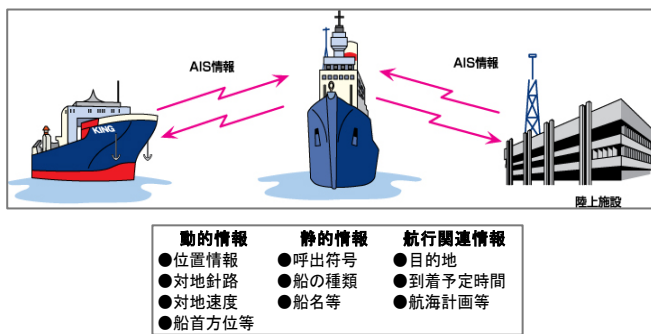 AIS情報
AIS情報
KING
陸上施設
動的情報 静的情報 航行関連情報
●位置情報 ●呼出符号 ●目的地
●対地針路 ●船の種類 ●到着予定時間
●対地速度 ●船名等 ●航海計画等
●船首方位等